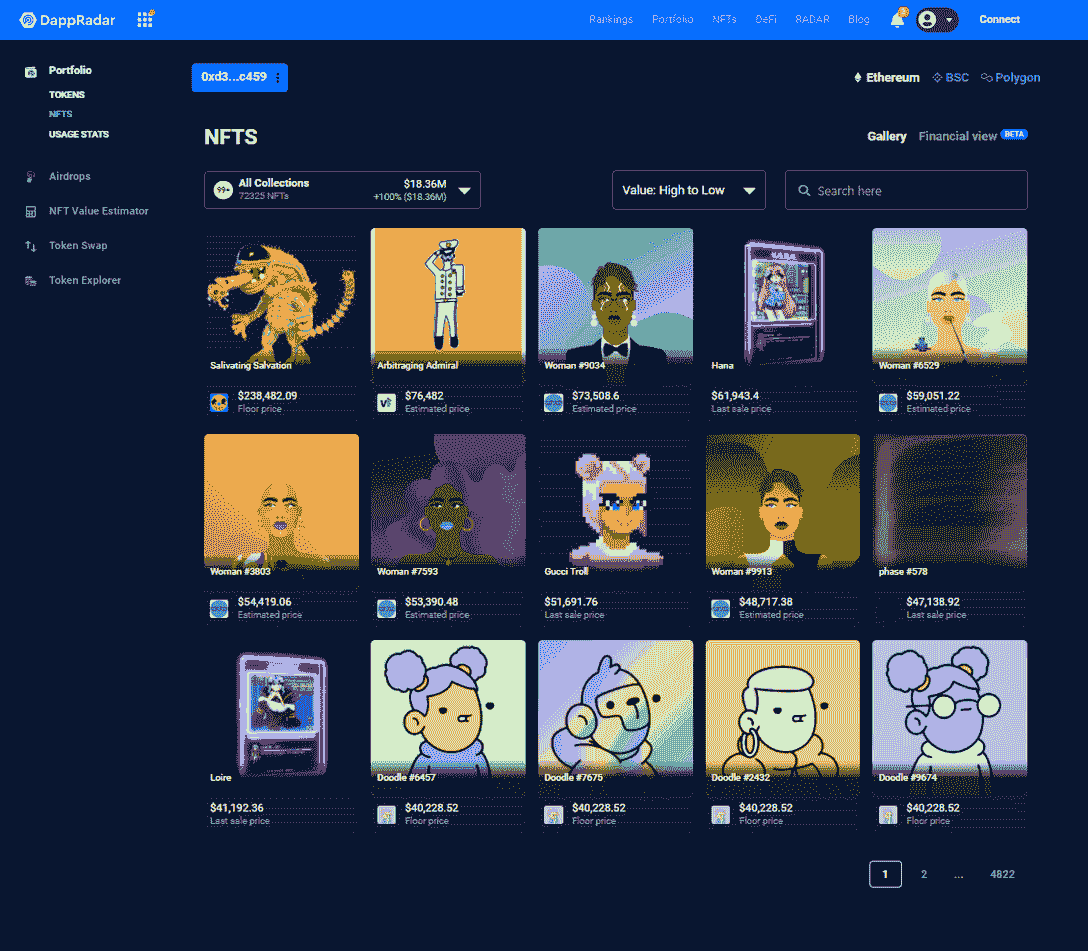 DappRadar
Rankings Portfolio NFTs DeFi RADAR Blog Connect
Portfolio
TOKENS
NFTS
USAGE STATS
Airdrops
NFT Value Estimator
Token Swap
Token Explorer
0xd3...c459
Ethereum BSC Polygon
NFTS
Gallery Financial view BETA
99+ All Collections $18.36M
72325 NFTs +100% ($18.36M)
Value: High to Low
Search here
Salivating Salvation
$238,482.09
Floor price
Arbitraging Admiral
$76,482
Estimated price
Woman #9034
$73,508.6
Estimated price
Hana
$61,943.4
Last sale price
Woman #6529
$59,051.22
Estimated price
Woman #3803
$54,419.06
Estimated price
Woman #7593
$53,390.48
Estimated price
Gucci Troll
$51,691.76
Last sale price
Woman #9913
$48,717.38
Estimated price
phase #578
$47,138.92
Last sale price
Loire
$41,192.36
Last sale price
Doodle #6457
$40,228.52
Floor price
Doodle #7675
$40,228.52
Floor price
Doodle #2432
$40,228.52
Floor price
Doodle #9674
$40,228.52
Floor price
1 2 ... 4822